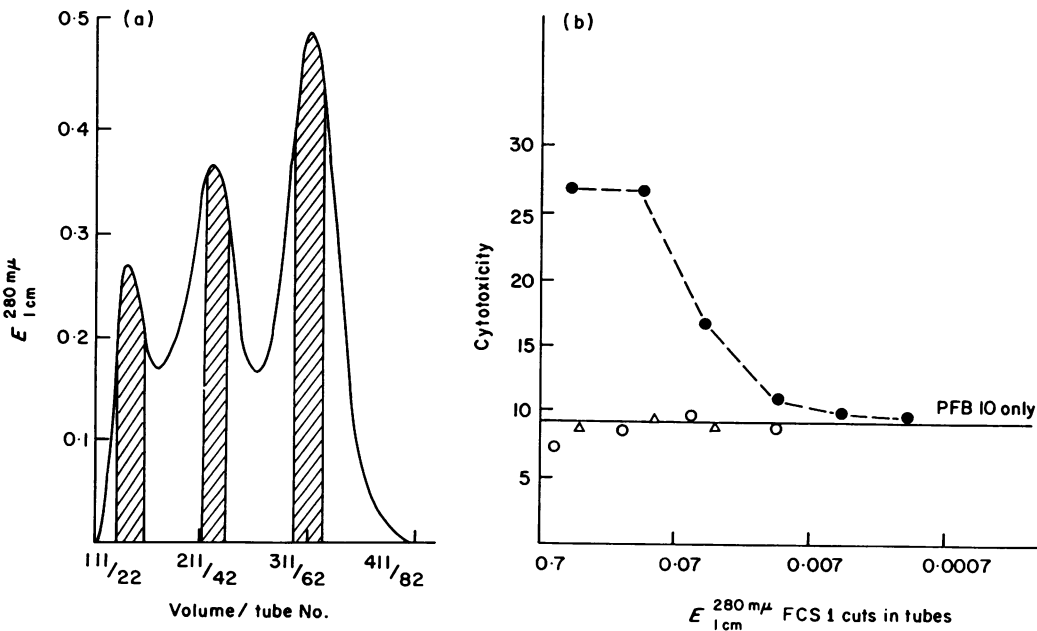 (a)
0·5
0·4
0·3
0·2
0·1
E 280 mμ 1 cm
111/22 211/42 311/62 411/82
Volume/ tube No.
(b)
30
25
20
15
10
5
Cytotoxicity
PFB 10 only
0·7 0·07 0·007 0·0007
E 280 mμ 1 cm FCS 1 cuts in tubes